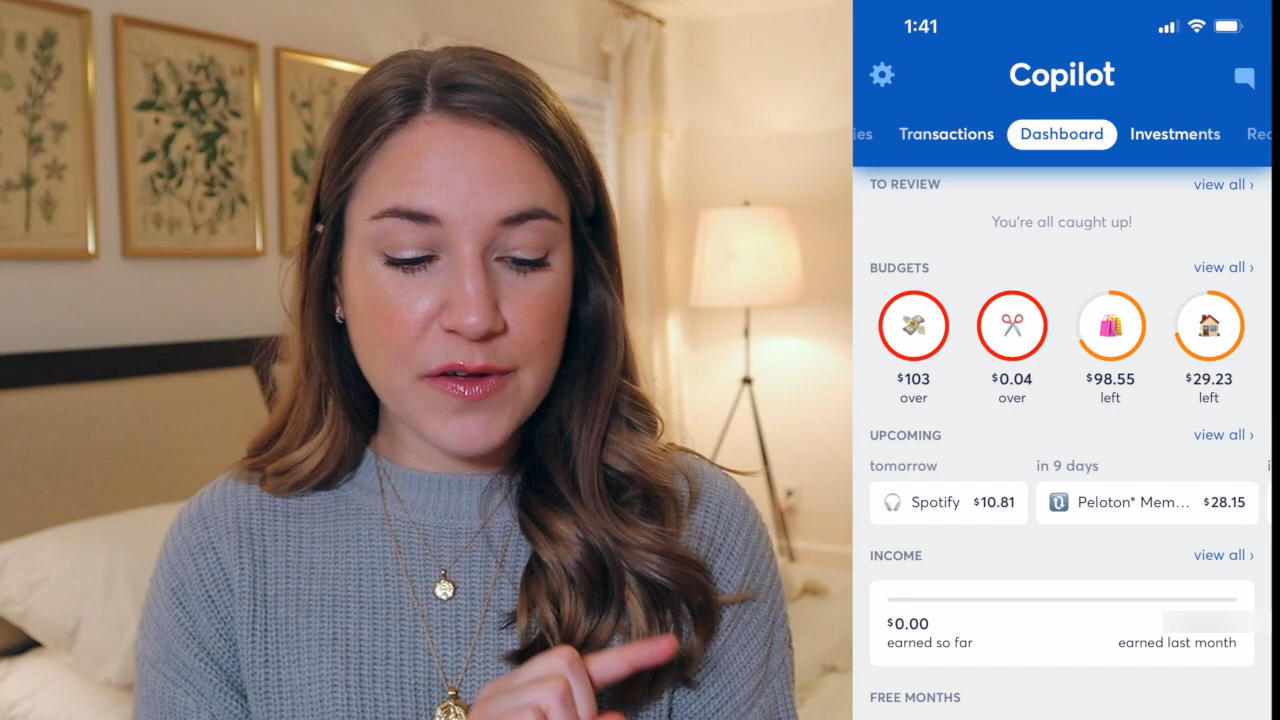 1:41
Copilot
ies Transactions Dashboard Investments Rec
TO REVIEW view all ›
You're all caught up!
BUDGETS view all ›
$103 $0.04 $98.55 $29.23
over over left left
UPCOMING view all ›
tomorrow in 9 days
Spotify $10.81 Peloton* Mem... $28.15
INCOME view all ›
$0.00
earned so far earned last month
FREE MONTHS